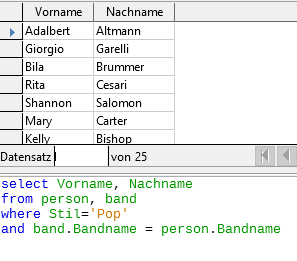 Vorname Nachname
Adalbert Altmann
Giorgio Garelli
Bila Brummer
Rita Cesari
Shannon Salomon
Mary Carter
Kelly Bishop
Datensatz 1 von 25
select Vorname, Nachname
from person, band
where Stil='Pop'
and band.Bandname = person.Bandname